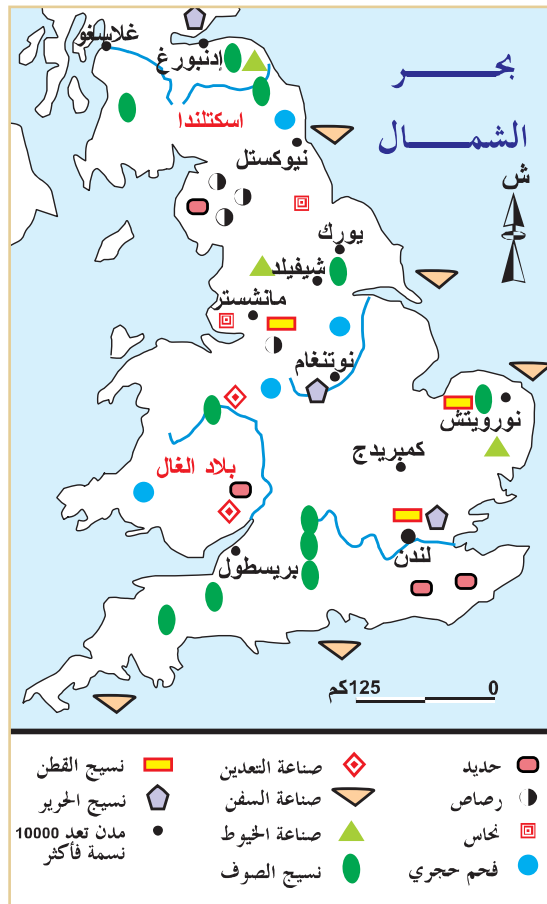 غلاسغو
إدنبورغ
بحر
الشمال
اسكتلندا
نيوكستل
ش
يورك
شيفيلد
مانشستر
نوتنغام
نورويتش
كمبريدج
بلاد الغال
لندن
بريسطول
125كم
0
حديد
صناعة التعدين
نسيج القطن
رصاص
صناعة السفن
نسيج الحرير
نحاس
صناعة الخيوط
مدن تعد 10000
نسمة فأكثر
فحم حجري
نسيج الصوف